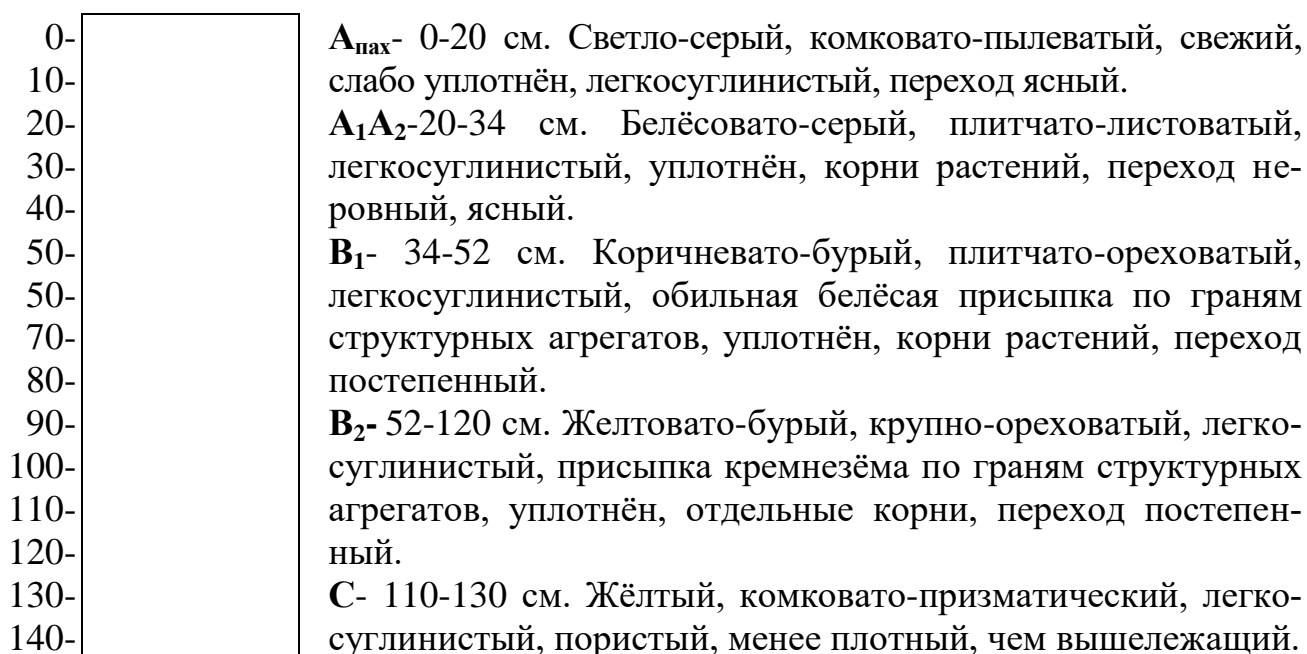 0-
10-
20-
30-
40-
50-
50-
70-
80-
90-
100-
110-
120-
130-
140-
Апах- 0-20 см. Светло-серый, комковато-пылеватый, свежий,
слабо уплотнён, легкосуглинистый, переход ясный.
А1А2-20-34 см. Белёсовато-серый, плитчато-листоватый,
легкосуглинистый, уплотнён, корни растений, переход не-
ровный, ясный.
В1- 34-52 см. Коричневато-бурый, плитчато-ореховатый,
легкосуглинистый, обильная белёсая присыпка по граням
структурных агрегатов, уплотнён, корни растений, переход
постепенный.
В2- 52-120 см. Желтовато-бурый, крупно-ореховатый, легко-
суглинистый, присыпка кремнезёма по граням структурных
агрегатов, уплотнён, отдельные корни, переход постепен-
ный.
С- 110-130 см. Жёлтый, комковато-призматический, легко-
суглинистый, пористый, менее плотный, чем вышележащий.